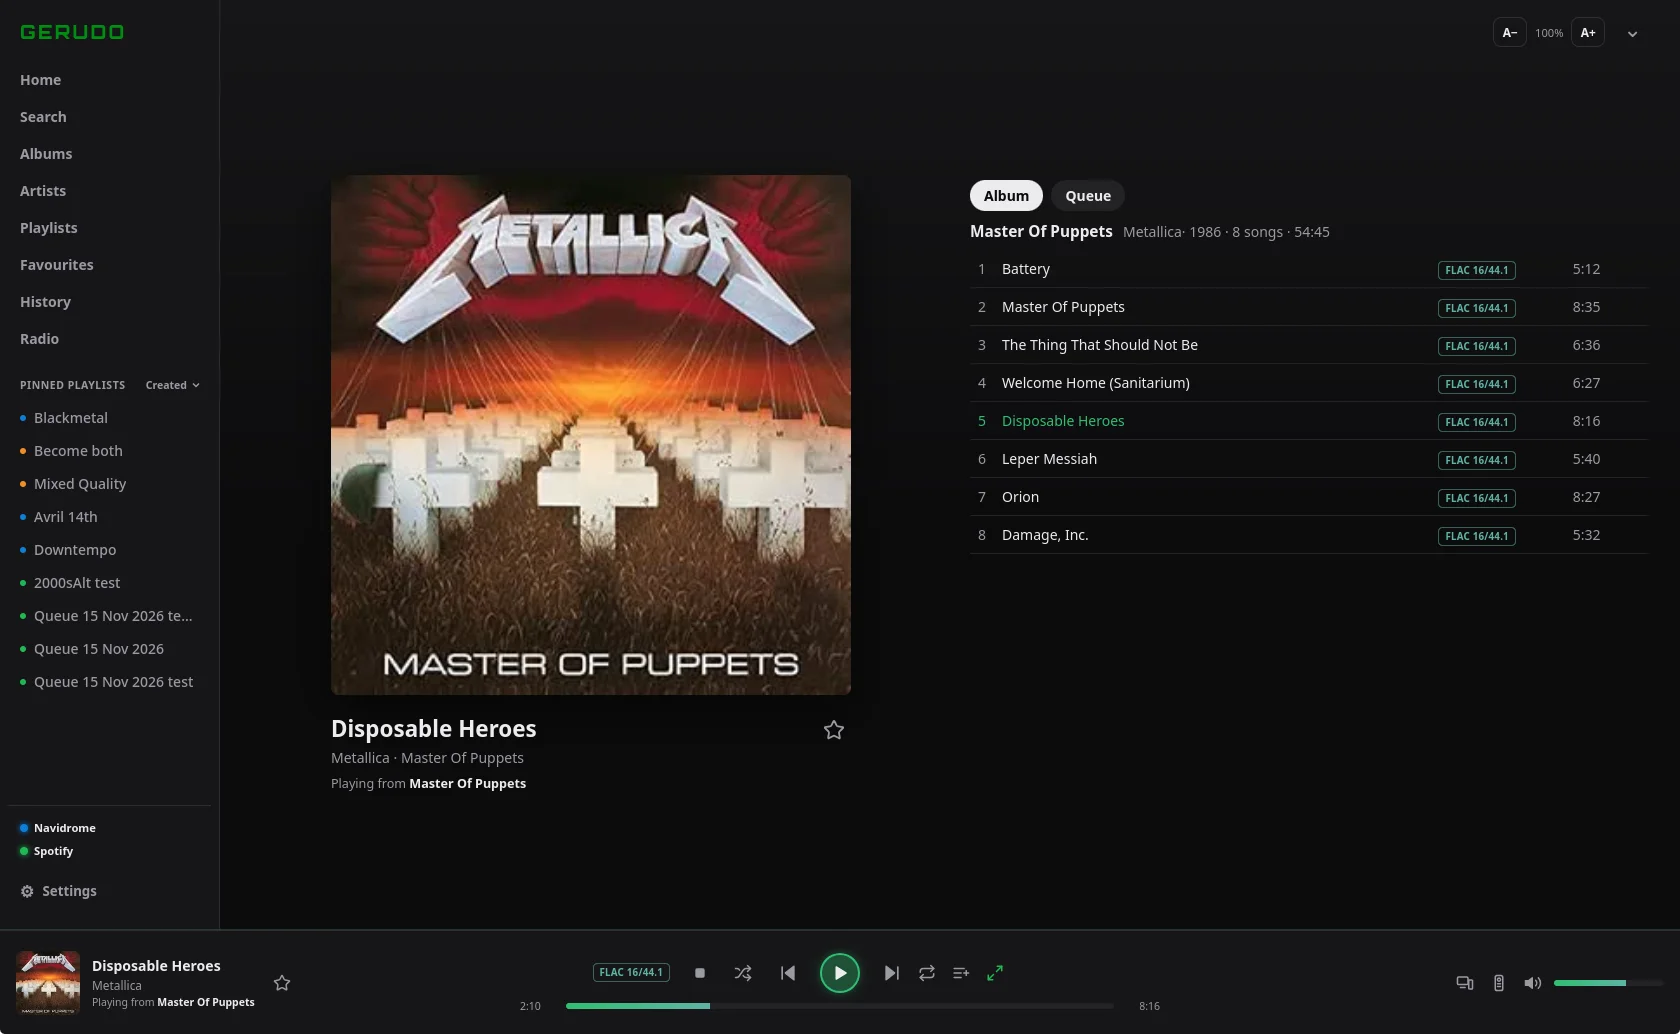 GERUDO
Home
Search
Albums
Artists
Playlists
Favourites
History
Radio
PINNED PLAYLISTS Created
Blackmetal
Become both
Mixed Quality
Avril 14th
Downtempo
2000sAlt test
Queue 15 Nov 2026 te...
Queue 15 Nov 2026
Queue 15 Nov 2026 test
Navidrome
Spotify
Settings
A− 100% A+
METALLICA
MASTER OF PUPPETS
Disposable Heroes
Metallica · Master Of Puppets
Playing from Master Of Puppets
Album Queue
Master Of Puppets Metallica· 1986 · 8 songs · 54:45
1 Battery FLAC 16/44.1 5:12
2 Master Of Puppets FLAC 16/44.1 8:35
3 The Thing That Should Not Be FLAC 16/44.1 6:36
4 Welcome Home (Sanitarium) FLAC 16/44.1 6:27
5 Disposable Heroes FLAC 16/44.1 8:16
6 Leper Messiah FLAC 16/44.1 5:40
7 Orion FLAC 16/44.1 8:27
8 Damage, Inc. FLAC 16/44.1 5:32
METALLICA
MASTER OF PUPPETS
Disposable Heroes
Metallica
Playing from Master Of Puppets
FLAC 16/44.1
2:10 8:16